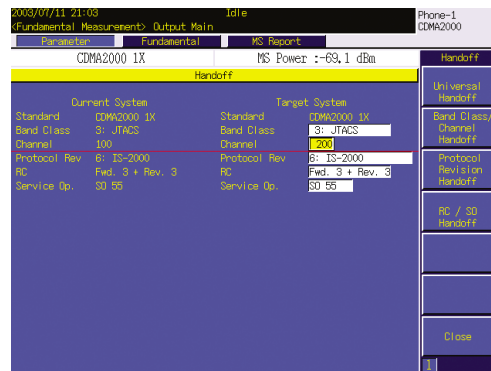 2003/07/11 21:03 Idle Phone-1
<Fundamental Measurement> Output Main CDMA2000
Parameter Fundamental MS Report
CDMA2000 1X MS Power :-69.1 dBm Handoff
Handoff
Universal Handoff
Current System Target System
Standard CDMA2000 1X Standard CDMA2000 1X
Band Class 3: JTACS Band Class 3: JTACS
Channel 100 Channel 200
Protocol Rev 6: IS-2000 Protocol Rev 6: IS-2000
RC Fwd. 3 + Rev. 3 RC Fwd. 3 + Rev. 3
Service Op. SO 55 Service Op. SO 55
Band Class/
Channel
Handoff
Protocol
Revision
Handoff
RC / SO
Handoff
Close
1